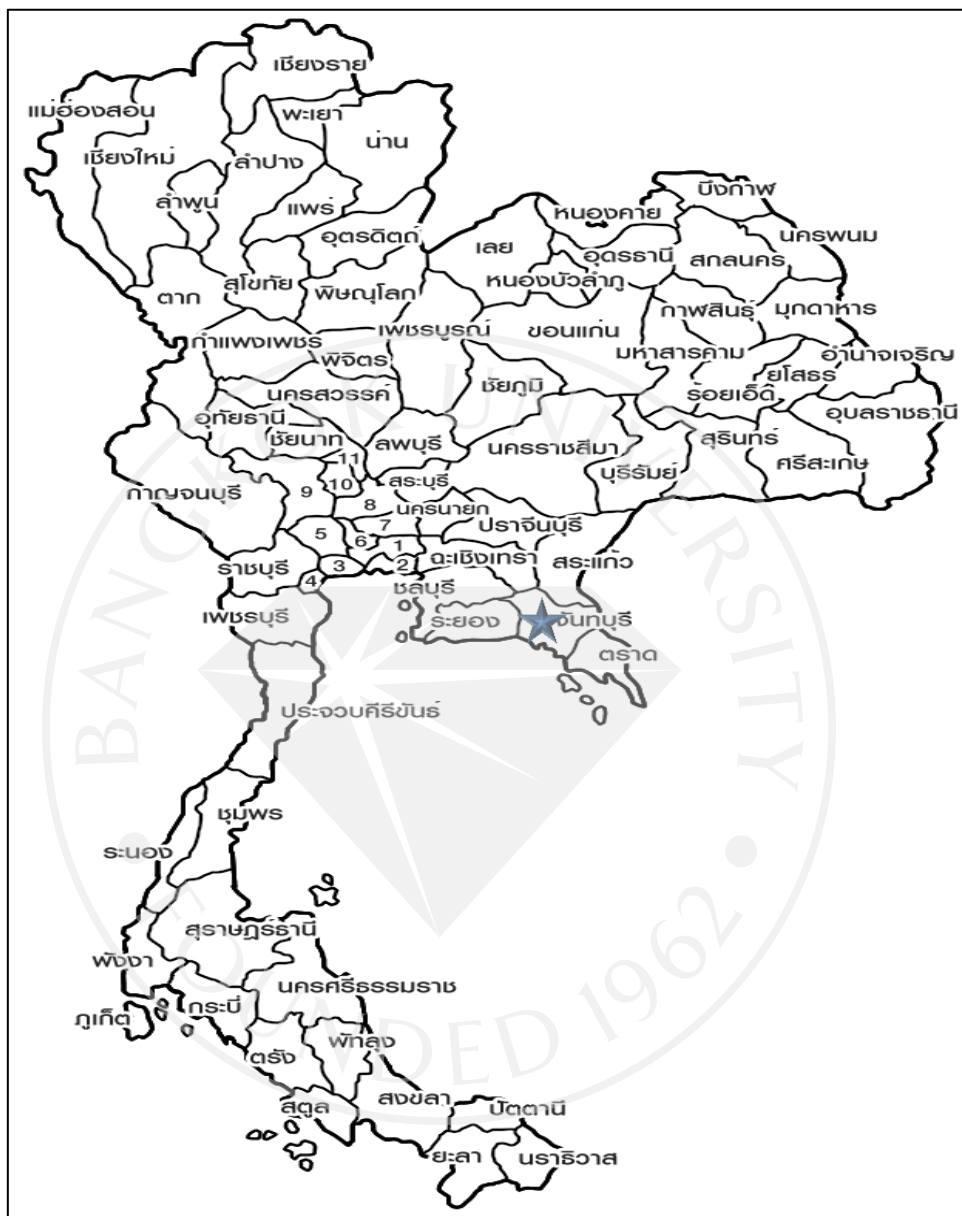 เชียงราย
แม่ฮ่องสอน
พะเยา
น่าน
เชียงใหม่
ลำปาง
ลำพูน
แพร่
บึงกาฬ
หนองคาย
นครพนม
อุตรดิตถ์
เลย
อุดรธานี
สกลนคร
สุโขทัย
หนองบัวลำภู
ตาก
พิษณุโลก
กาฬสินธุ์
มุกดาหาร
กำแพงเพชร
เพชรบูรณ์
ขอนแก่น
พิจิตร
มหาสารคาม
อำนาจเจริญ
นครสวรรค์
ชัยภูมิ
ยโสธร
ร้อยเอ็ด
อุบลราชธานี
อุทัยธานี
ชัยนาท
ลพบุรี
นครราชสีมา
สุรินทร์
ศรีสะเกษ
11
บุรีรัมย์
กาญจนบุรี
9
10
สระบุรี
8
นครนายก
5
7
ปราจีนบุรี
6
1
ฉะเชิงเทรา
สระแก้ว
ราชบุรี
3
2
4
ชลบุรี
เพชรบุรี
ระยอง
จันทบุรี
ตราด
ประจวบคีรีขันธ์
ชุมพร
ระนอง
สุราษฎร์ธานี
พังงา
นครศรีธรรมราช
ภูเก็ต
กระบี่
พัทลุง
ตรัง
สตูล
สงขลา
ปัตตานี
ยะลา
นราธิวาส
BANGKOK UNIVERSITY
FOUNDED 1962